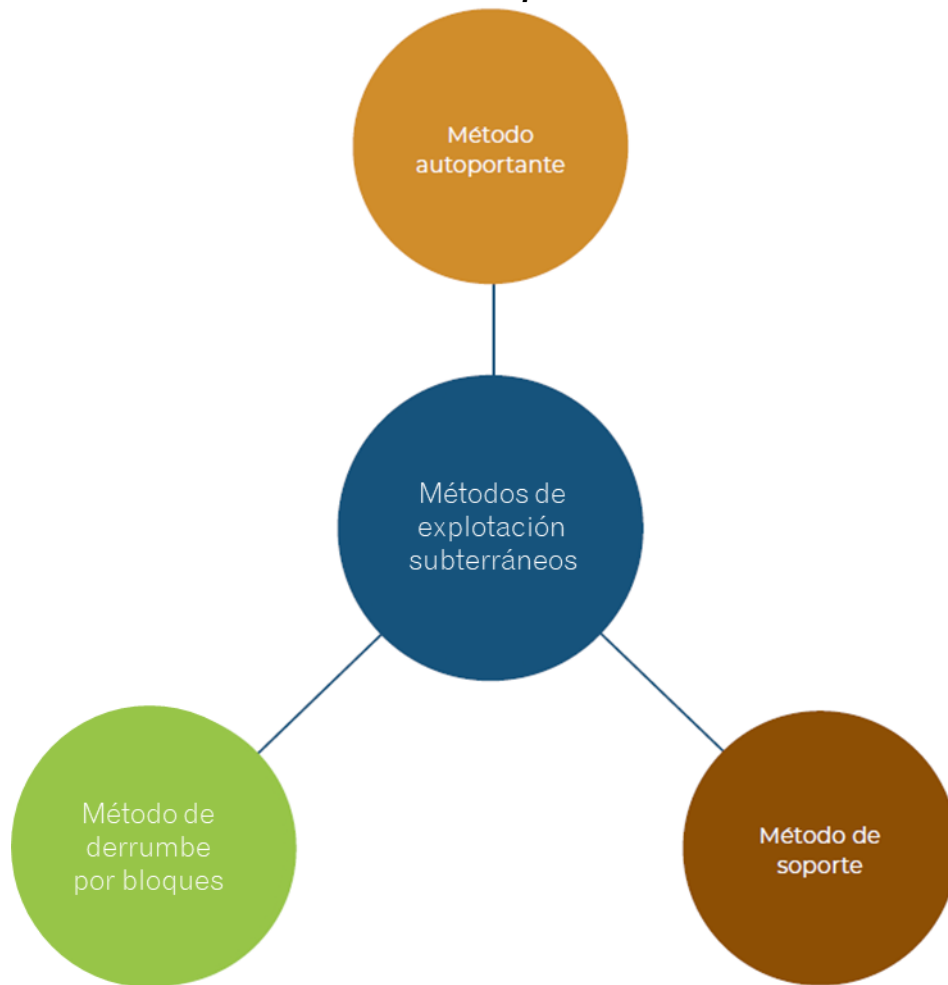 Método
autoportante
Métodos de
explotación
subterráneos
Método de
derrumbe
por bloques
Método de
soporte